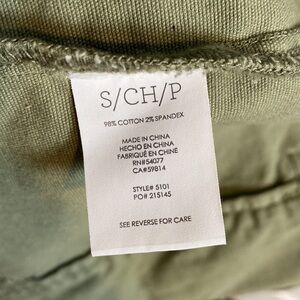 S/CH/P
98% COTTON 2% SPANDEX
MADE IN CHINA
HECHO EN CHINA
FABRIQUÉ EN CHINE
RN#54077
CA#59814
STYLE# 5101
PO# 215145
SEE REVERSE FOR CARE